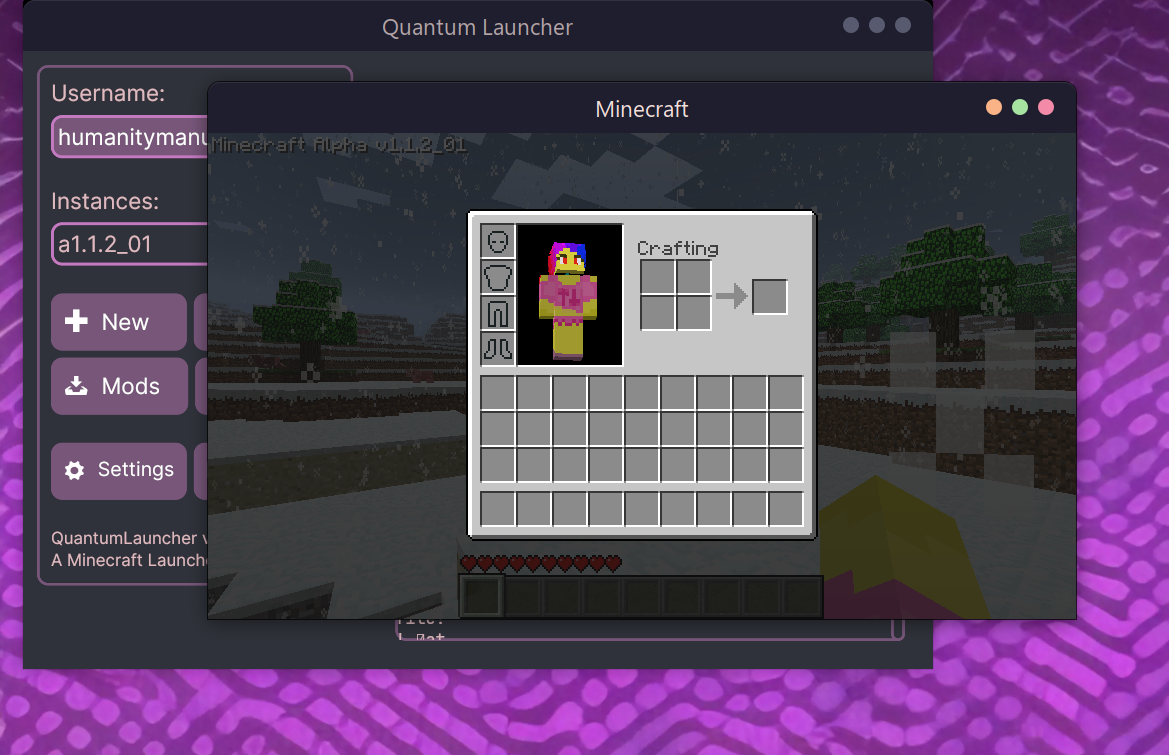 Quantum Launcher
Username:
humanitymanu
Instances:
a1.1.2_01
New
Mods
Settings
QuantumLauncher v
A Minecraft Launche
Minecraft
Minecraft Alpha v1.1.2_01
Crafting